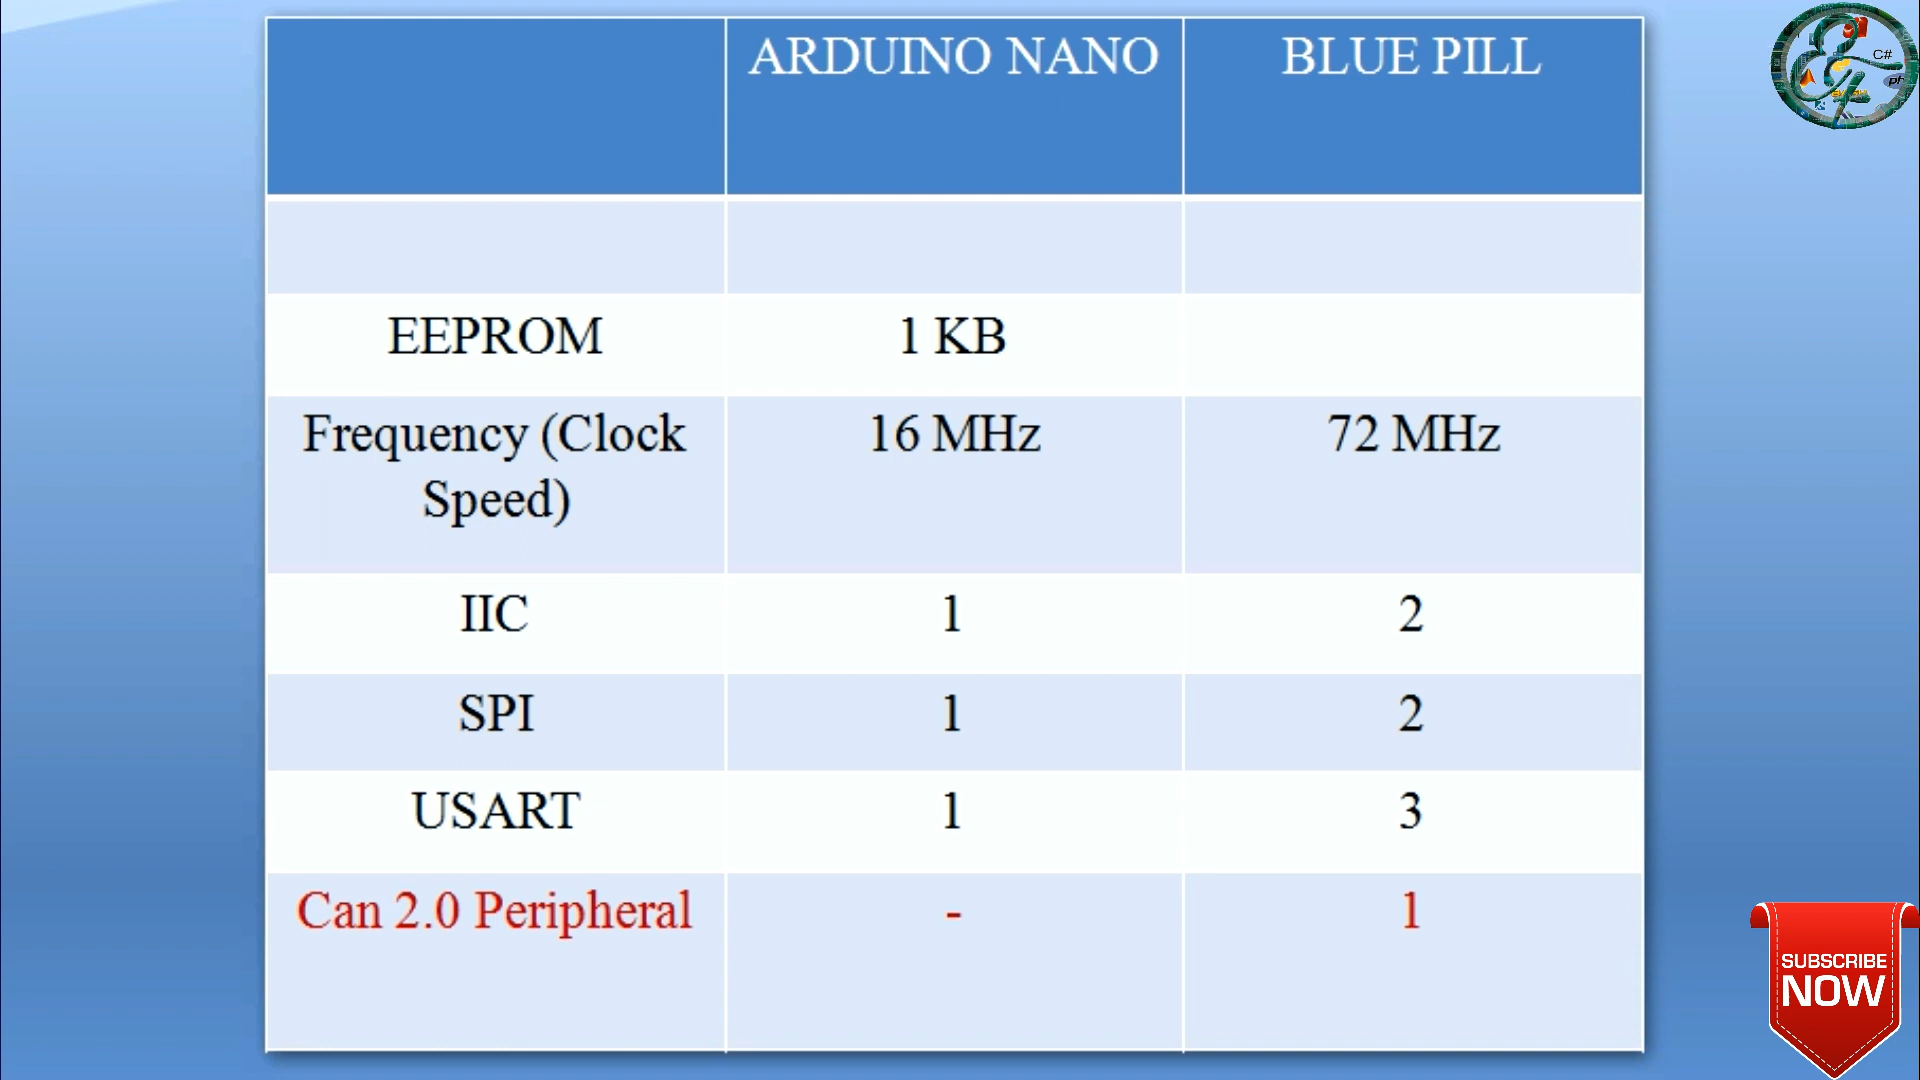 ARDUINO NANO BLUE PILL
EEPROM 1 KB
Frequency (Clock 16 MHz 72 MHz
Speed)
IIC 1 2
SPI 1 2
USART 1 3
Can 2.0 Peripheral - 1
C#
SUBSCRIBE
NOW